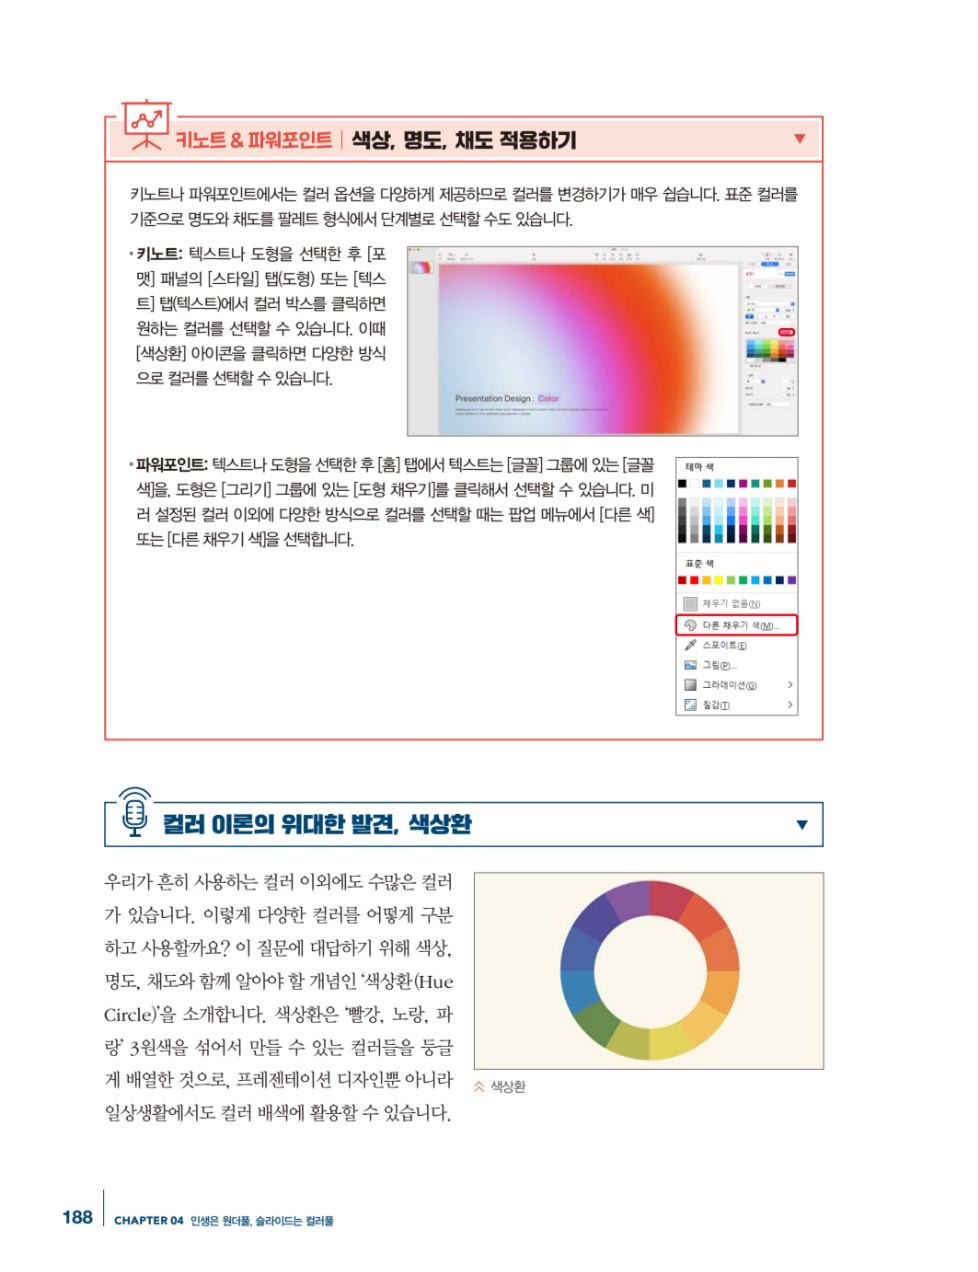 키노트 & 파워포인트 | 색상, 명도, 채도 적용하기 ▼
키노트나 파워포인트에서는 컬러 옵션을 다양하게 제공하므로 컬러를 변경하기가 매우 쉽습니다. 표준 컬러를
기준으로 명도와 채도를 팔레트 형식에서 단계별로 선택할 수도 있습니다.
• 키노트: 텍스트나 도형을 선택한 후 [포
맷] 패널의 [스타일] 탭(도형) 또는 [텍스
트] 탭(텍스트)에서 컬러 박스를 클릭하면
원하는 컬러를 선택할 수 있습니다. 이때
[색상환] 아이콘을 클릭하면 다양한 방식
으로 컬러를 선택할 수 있습니다.
Presentation Design : Color
• 파워포인트: 텍스트나 도형을 선택한 후 [홈] 탭에서 텍스트는 [글꼴] 그룹에 있는 [글꼴
색]을, 도형은 [그리기] 그룹에 있는 [도형 채우기]를 클릭해서 선택할 수 있습니다. 미
러 설정된 컬러 이외에 다양한 방식으로 컬러를 선택할 때는 팝업 메뉴에서 [다른 색]
또는 [다른 채우기 색]을 선택합니다.
테마 색
표준 색
채우기 없음(N)
다른 채우기 색(M)...
스포이트(E)
그림(P)...
그라데이션(G)
질감(T)
컬러 이론의 위대한 발견, 색상환 ▼
우리가 흔히 사용하는 컬러 이외에도 수많은 컬러
가 있습니다. 이렇게 다양한 컬러를 어떻게 구분
하고 사용할까요? 이 질문에 대답하기 위해 색상,
명도, 채도와 함께 알아야 할 개념인 ‘색상환(Hue
Circle)’을 소개합니다. 색상환은 ‘빨강, 노랑, 파
랑’ 3원색을 섞어서 만들 수 있는 컬러들을 둥글
게 배열한 것으로, 프레젠테이션 디자인뿐 아니라
일상생활에서도 컬러 배색에 활용할 수 있습니다.
색상환
188 CHAPTER 04 인생은 원더풀, 슬라이드는 컬러풀